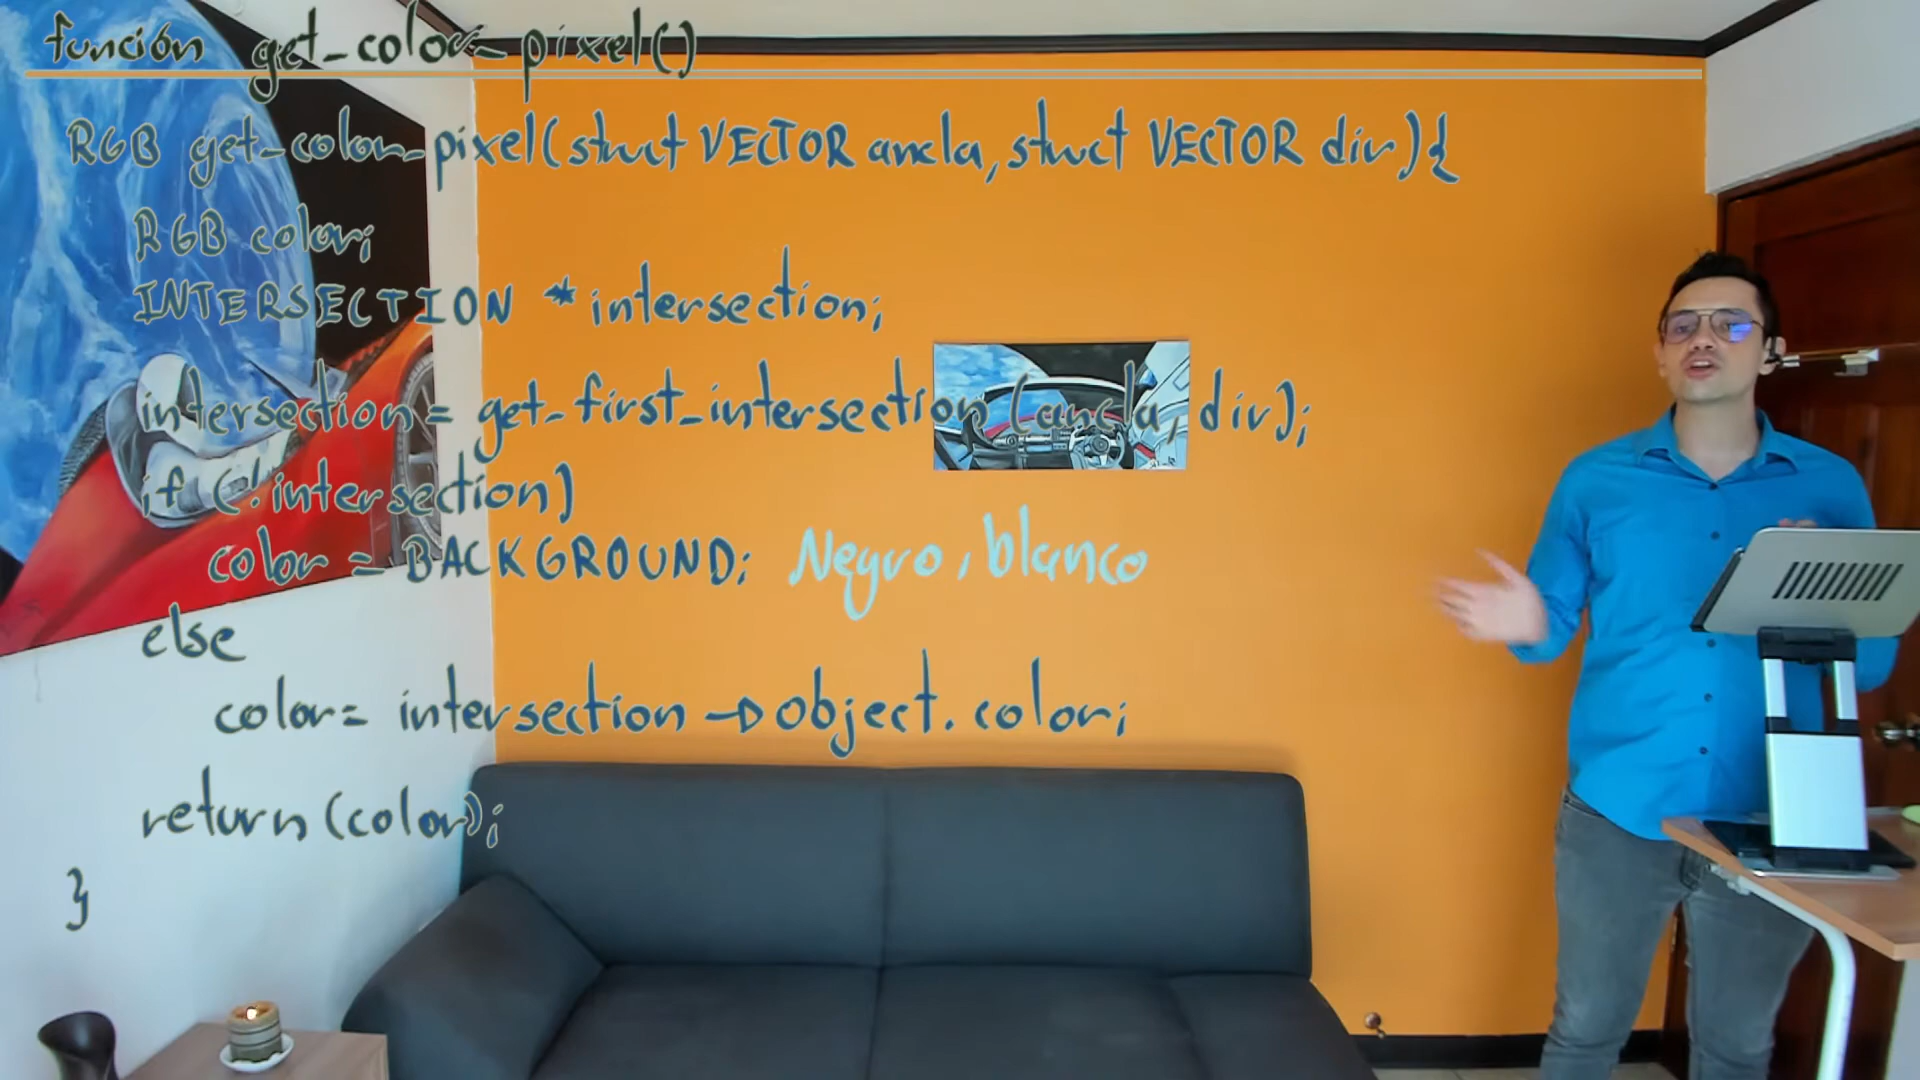 función get_color_pixel()
RGB get_color_pixel(struct VECTOR ancla, struct VECTOR dir){
RGB color;
INTERSECTION *intersection;
intersection = get_first_intersection (ancla, dir);
if (!intersection)
color = BACKGROUND; Negro, blanco
else
color = intersection → object.color;
return (color);
}